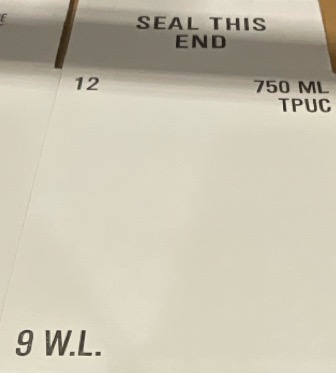 SEAL THIS
END
12 750 ML
TPUC
9 W.L.